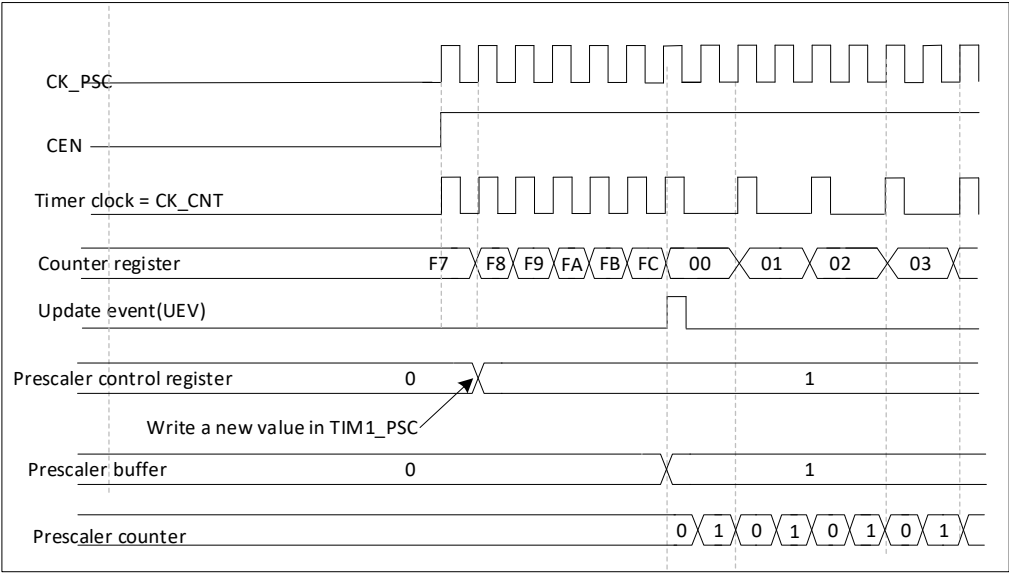 CK_PSC
CEN
Timer clock = CK_CNT
Counter register F7 F8 F9 FA FB FC 00 01 02 03
Update event(UEV)
Prescaler control register 0 1
Write a new value in TIM1_PSC
Prescaler buffer 0 1
Prescaler counter 0 1 0 1 0 1 0 1